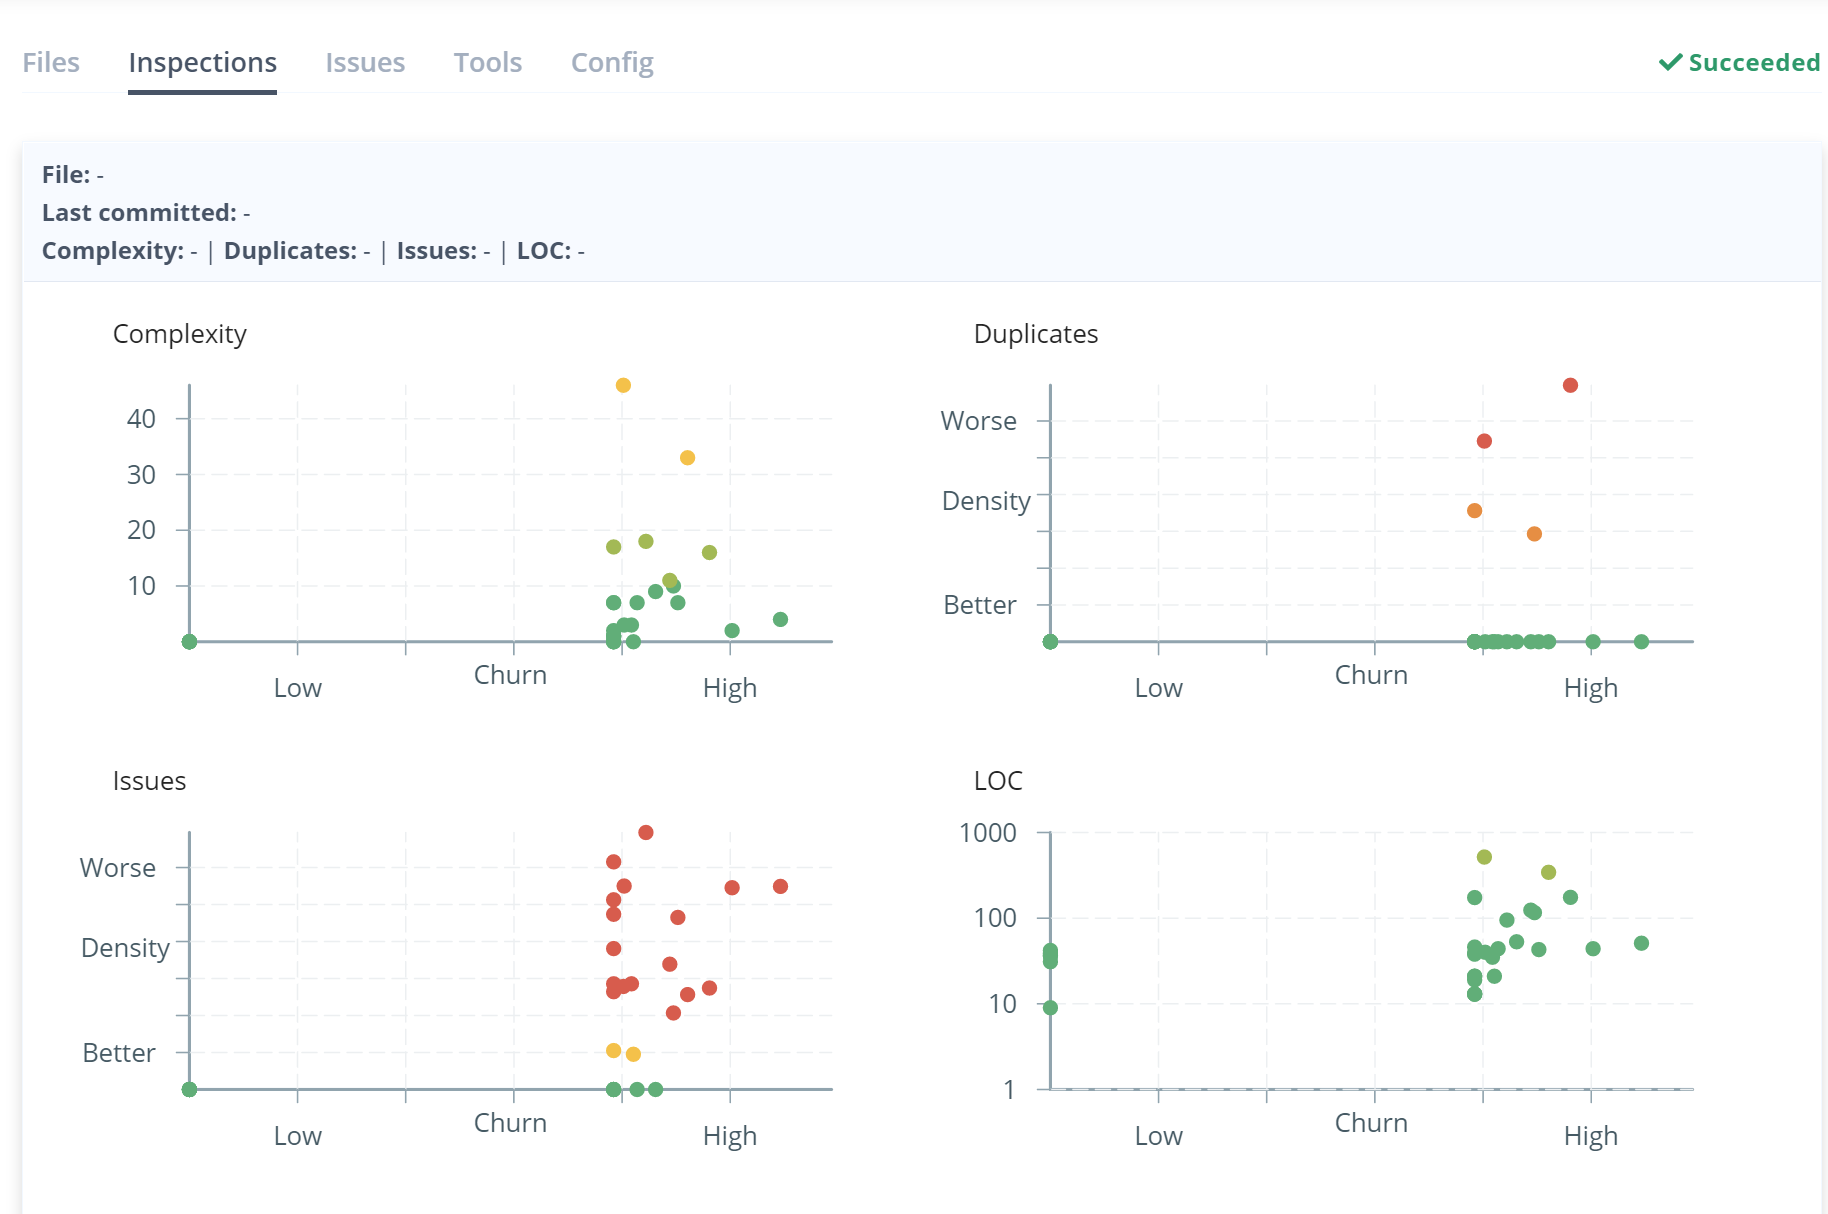 Files Inspections Issues Tools Config Succeeded
File: -
Last committed: -
Complexity: - | Duplicates: - | Issues: - | LOC: -
Complexity
40
30
20
10
Low Churn High
Duplicates
Worse
Density
Better
Low Churn High
Issues
Worse
Density
Better
Low Churn High
LOC
1000
100
10
1
Low Churn High